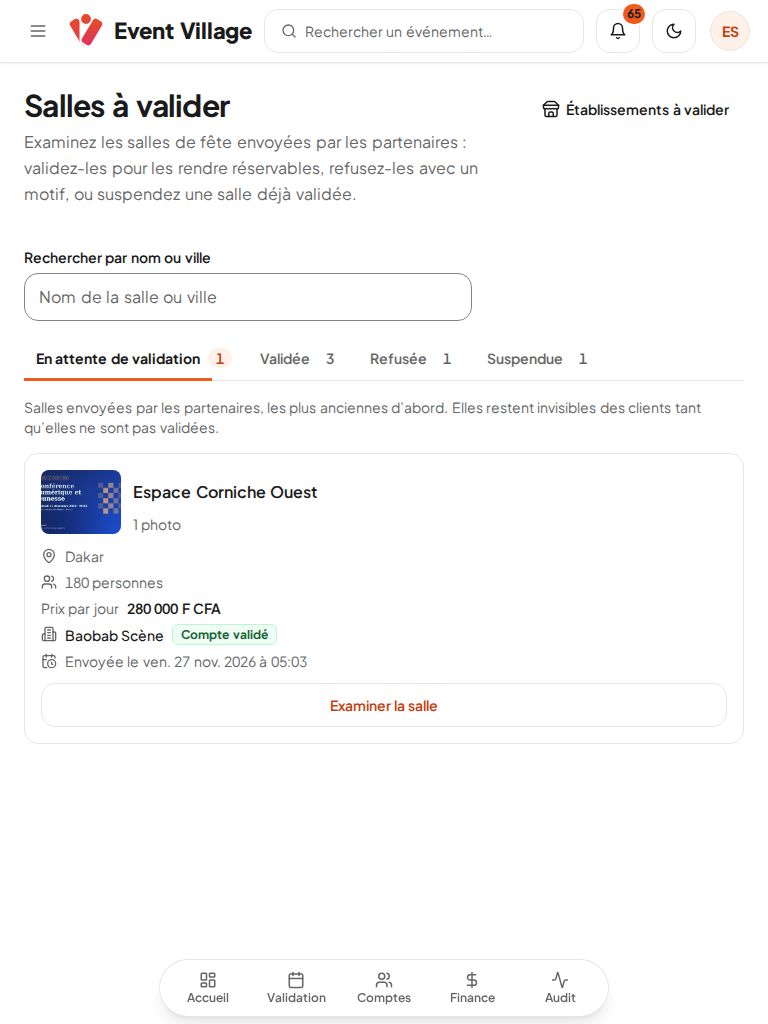 Event Village
Rechercher un événement…
65
ES
Salles à valider
Établissements à valider
Examinez les salles de fête envoyées par les partenaires :
validez-les pour les rendre réservables, refusez-les avec un
motif, ou suspendez une salle déjà validée.
Rechercher par nom ou ville
Nom de la salle ou ville
En attente de validation 1
Validée 3
Refusée 1
Suspendue 1
Salles envoyées par les partenaires, les plus anciennes d'abord. Elles restent invisibles des clients tant
qu'elles ne sont pas validées.
Espace Corniche Ouest
1 photo
Dakar
180 personnes
Prix par jour 280 000 F CFA
Baobab Scène Compte validé
Envoyée le ven. 27 nov. 2026 à 05:03
Examiner la salle
Accueil
Validation
Comptes
Finance
Audit